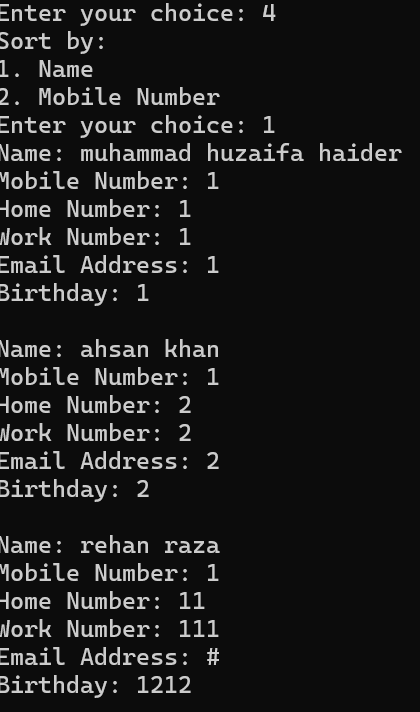 Enter your choice: 4
Sort by:
1. Name
2. Mobile Number
Enter your choice: 1
Name: muhammad huzaifa haider
Mobile Number: 1
Home Number: 1
Work Number: 1
Email Address: 1
Birthday: 1

Name: ahsan khan
Mobile Number: 1
Home Number: 2
Work Number: 2
Email Address: 2
Birthday: 2

Name: rehan raza
Mobile Number: 1
Home Number: 11
Work Number: 111
Email Address: #
Birthday: 1212